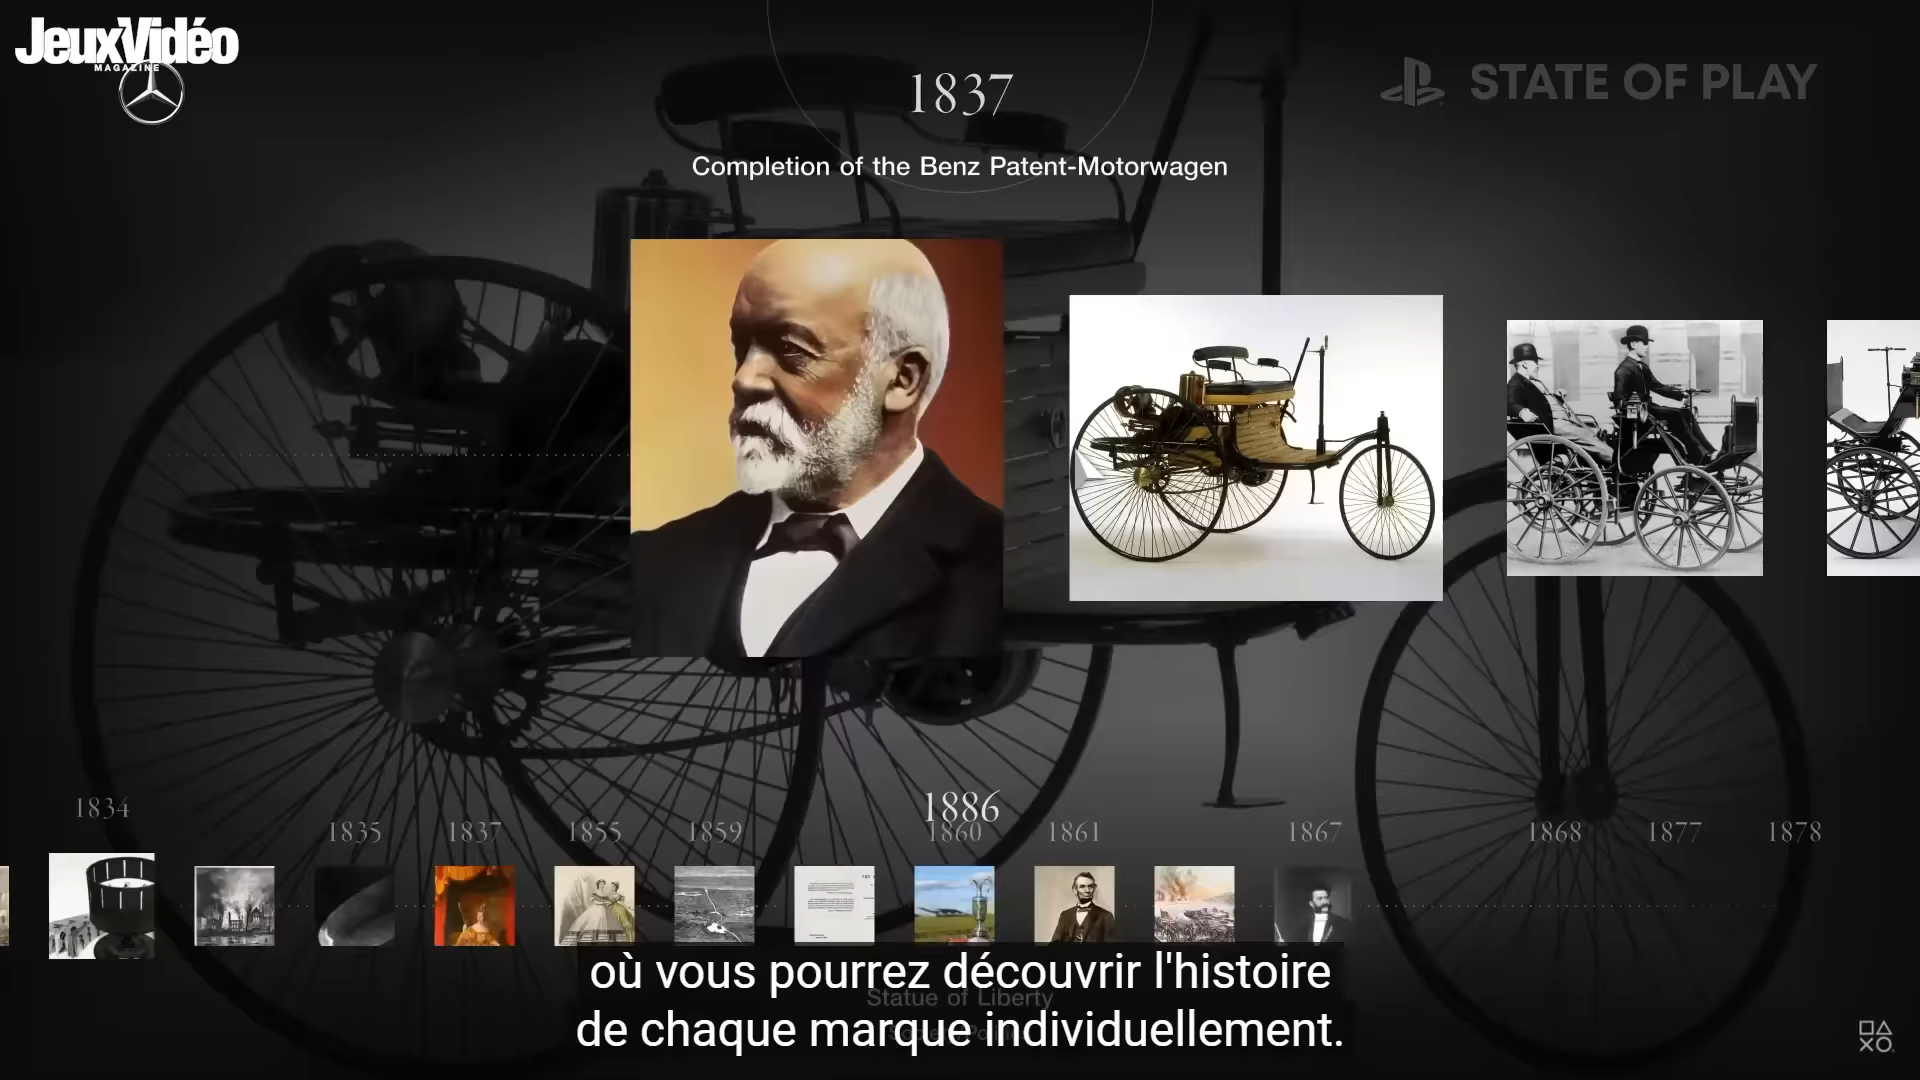 JeuxVidéo
MAGAZINE
STATE OF PLAY
1837
Completion of the Benz Patent-Motorwagen
1886
1834
1835
1837
1855
1859
1860
1861
1867
1868
1877
1878
où vous pourrez découvrir l'histoire
Statue of Liberty
de chaque marque individuellement.